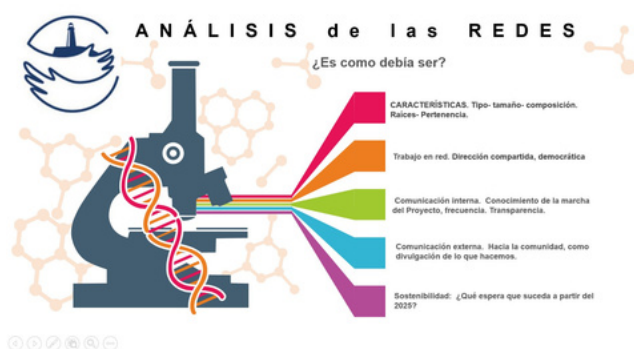 ANÁLISIS de las REDES
¿Es como debía ser?
CARACTERÍSTICAS. Tipo- tamaño- composición.
Raíces- Pertenencia.
Trabajo en red. Dirección compartida, democrática
Comunicación interna. Conocimiento de la marcha
del Proyecto, frecuencia. Transparencia.
Comunicación externa. Hacia la comunidad, como
divulgación de lo que hacemos.
Sostenibilidad: ¿Qué espera que suceda a partir del
2025?